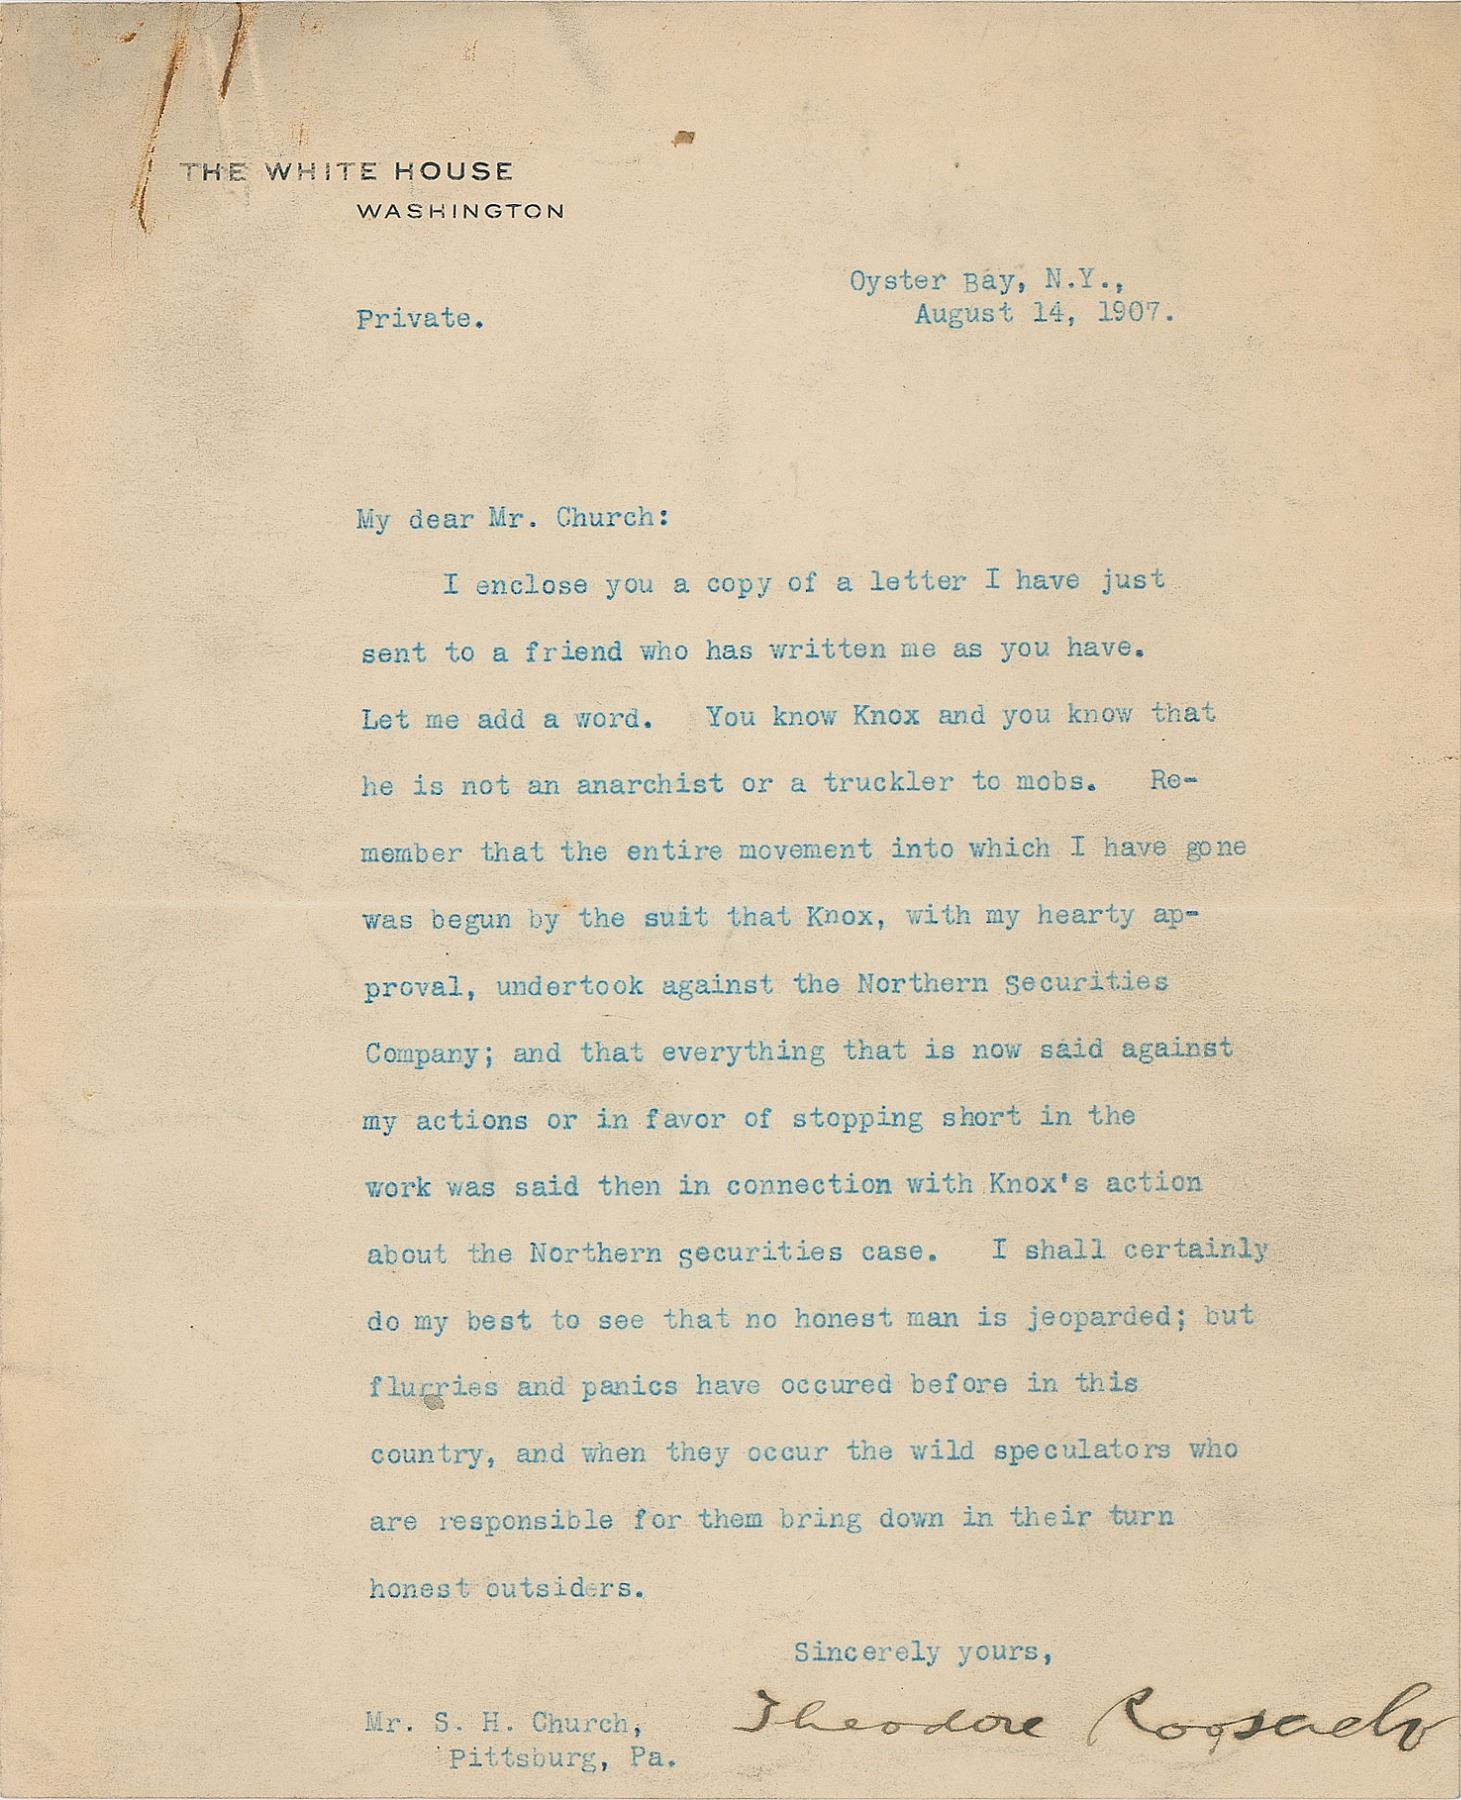 THE WHITE HOUSE
WASHINGTON
Oyster Bay, N.Y.,
August 14, 1907.
Private.
My dear Mr. Church:
I enclose you a copy of a letter I have just
sent to a friend who has written me as you have.
Let me add a word. You know Knox and you know that
he is not an anarchist or a truckler to mobs. Re-
member that the entire movement into which I have gone
was begun by the suit that Knox, with my hearty ap-
proval, undertook against the Northern Securities
Company; and that everything that is now said against
my actions or in favor of stopping short in the
work was said then in connection with Knox's action
about the Northern Securities case. I shall certainly
do my best to see that no honest man is jeoparded; but
flurries and panics have occured before in this
country, and when they occur the wild speculators who
are responsible for them bring down in their turn
honest outsiders.
Sincerely yours,
Theodore Roosevelt
Mr. S. H. Church,
Pittsburg, Pa.